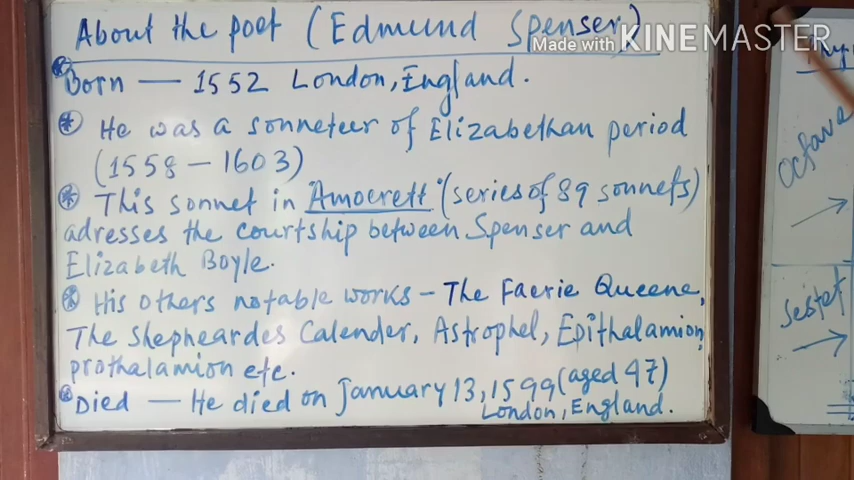 About the poet (Edmund Spenser)
Made with KINEMASTER
Born — 1552 London, England.
* He was a sonneteer of Elizabethan period
(1558 – 1603)
* This sonnet in "Amocrett" (series of 89 sonnets)
adresses the courtship between Spenser and
Elizabeth Boyle.
* His others notable works – The Faerie Queene,
The Shepheardes Calender, Astrophel, Epithalamion,
prothalamion etc.
* Died — He died on January 13, 1599 (aged 47)
London, England.
Octave
Sestet